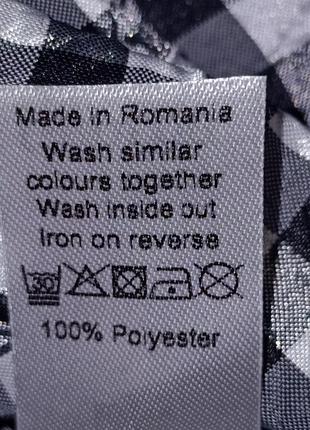 Made in Romania
Wash similar
colours together
Wash inside out
Iron on reverse
30
100% Polyester